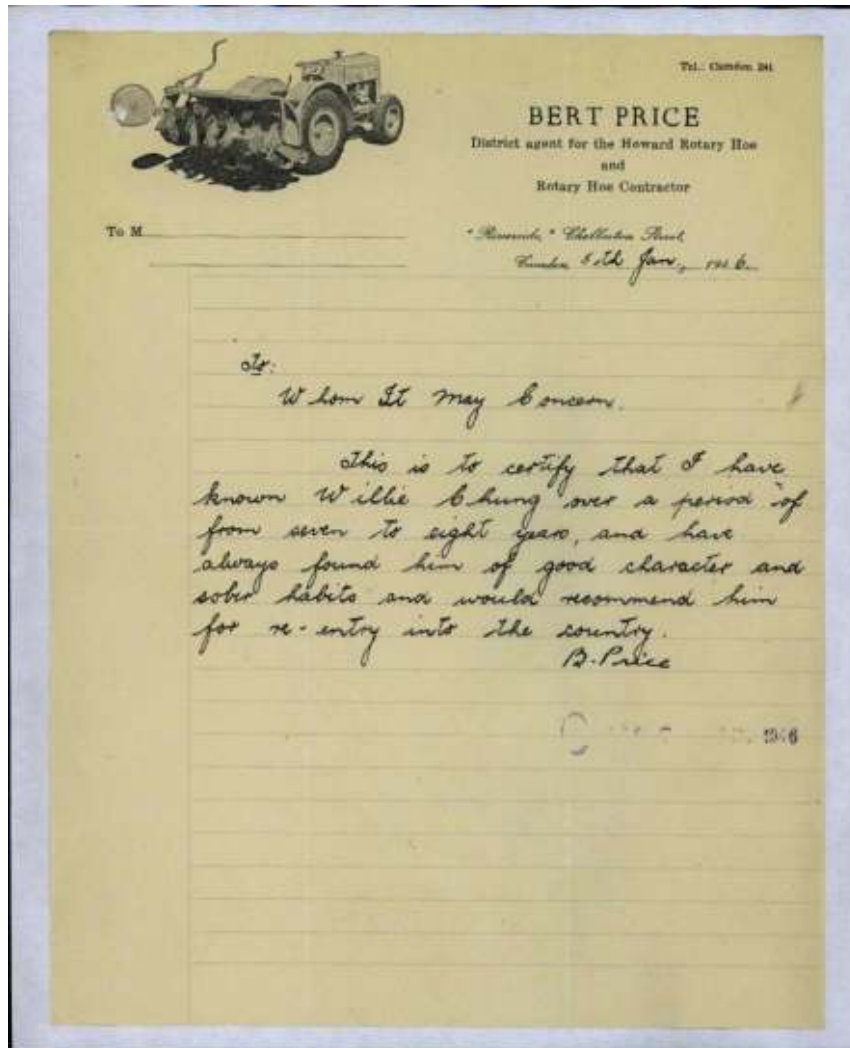 Tel.: Camden 241
BERT PRICE
District agent for the Howard Rotary Hoe
and
Rotary Hoe Contractor
To M
"Riverside," Street,
Camden 5th Jan., 1946.
To:
Whom It May Concern.
This is to certify that I have
known Willie Chung over a period of
from seven to eight years, and have
always found him of good character and
sober habits and would recommend him
for re-entry into the country.
B. Price
1946